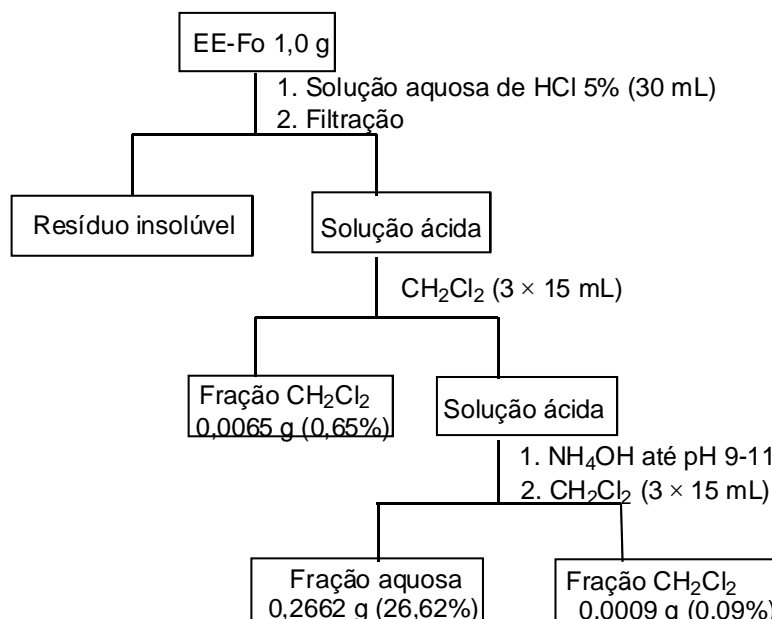 EE-Fo 1,0 g
1. Solução aquosa de HCl 5% (30 mL)
2. Filtração
Resíduo insolúvel
Solução ácida
CH₂Cl₂ (3 × 15 mL)
Fração CH₂Cl₂
0,0065 g (0,65%)
Solução ácida
1. NH₄OH até pH 9-11
2. CH₂Cl₂ (3 × 15 mL)
Fração aquosa
0,2662 g (26,62%)
Fração CH₂Cl₂
0,0009 g (0,09%)